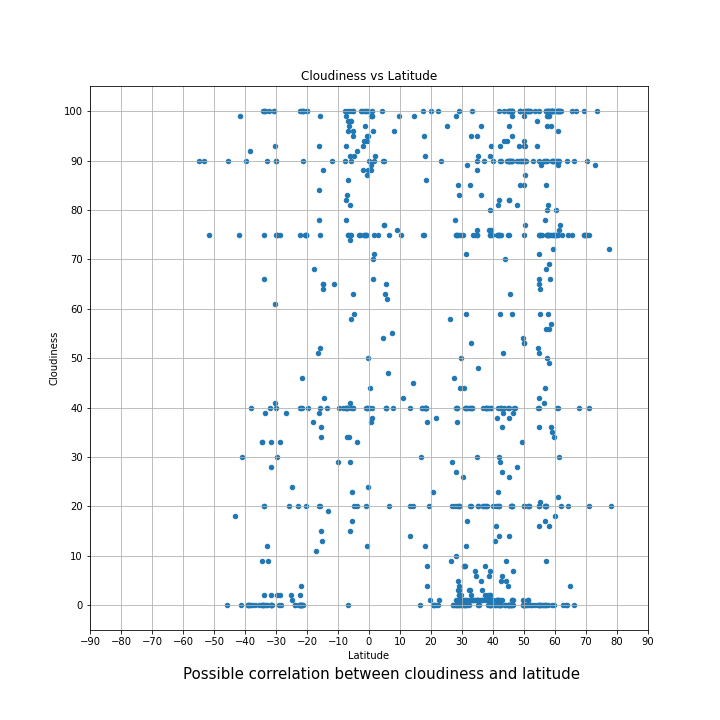 Cloudiness vs Latitude
100
90
80
70
60
50
40
30
20
10
0
Cloudiness
−90 −80 −70 −60 −50 −40 −30 −20 −10 0 10 20 30 40 50 60 70 80 90
Latitude
Possible correlation between cloudiness and latitude